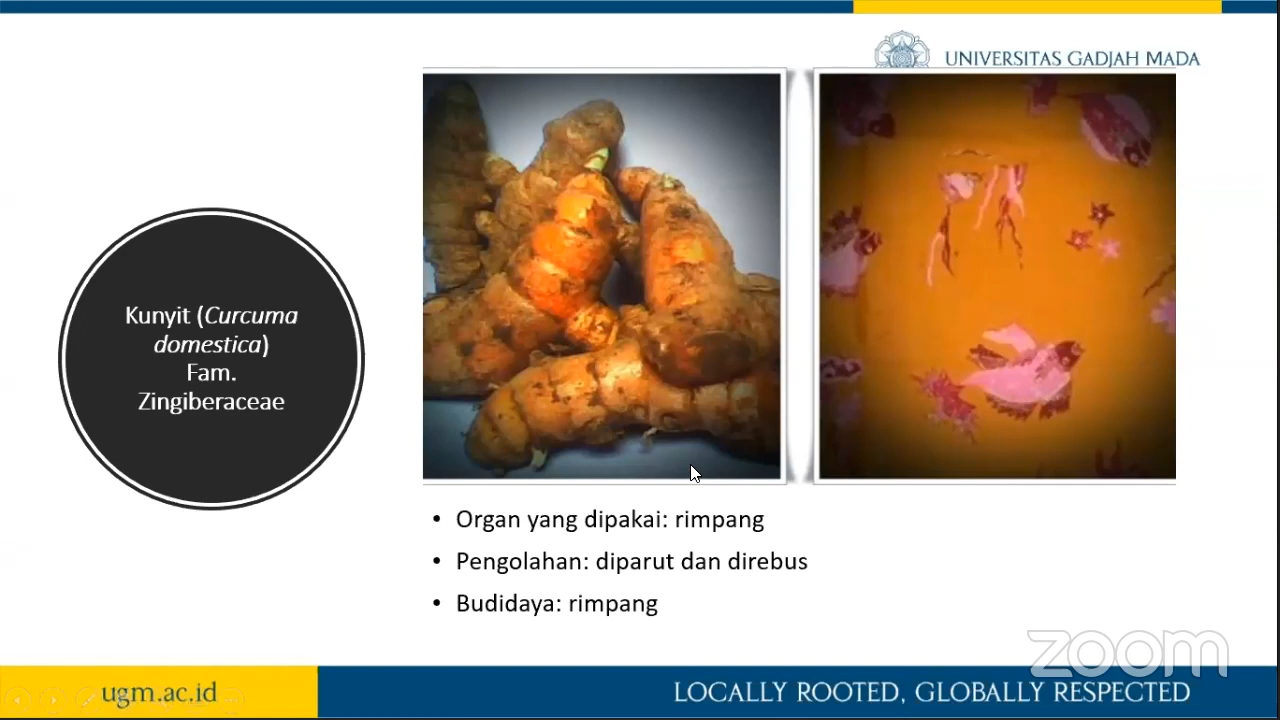 UNIVERSITAS GADJAH MADA
Kunyit (Curcuma
domestica)
Fam.
Zingiberaceae
• Organ yang dipakai: rimpang
• Pengolahan: diparut dan direbus
• Budidaya: rimpang
zoom
ugm.ac.id
LOCALLY ROOTED, GLOBALLY RESPECTED